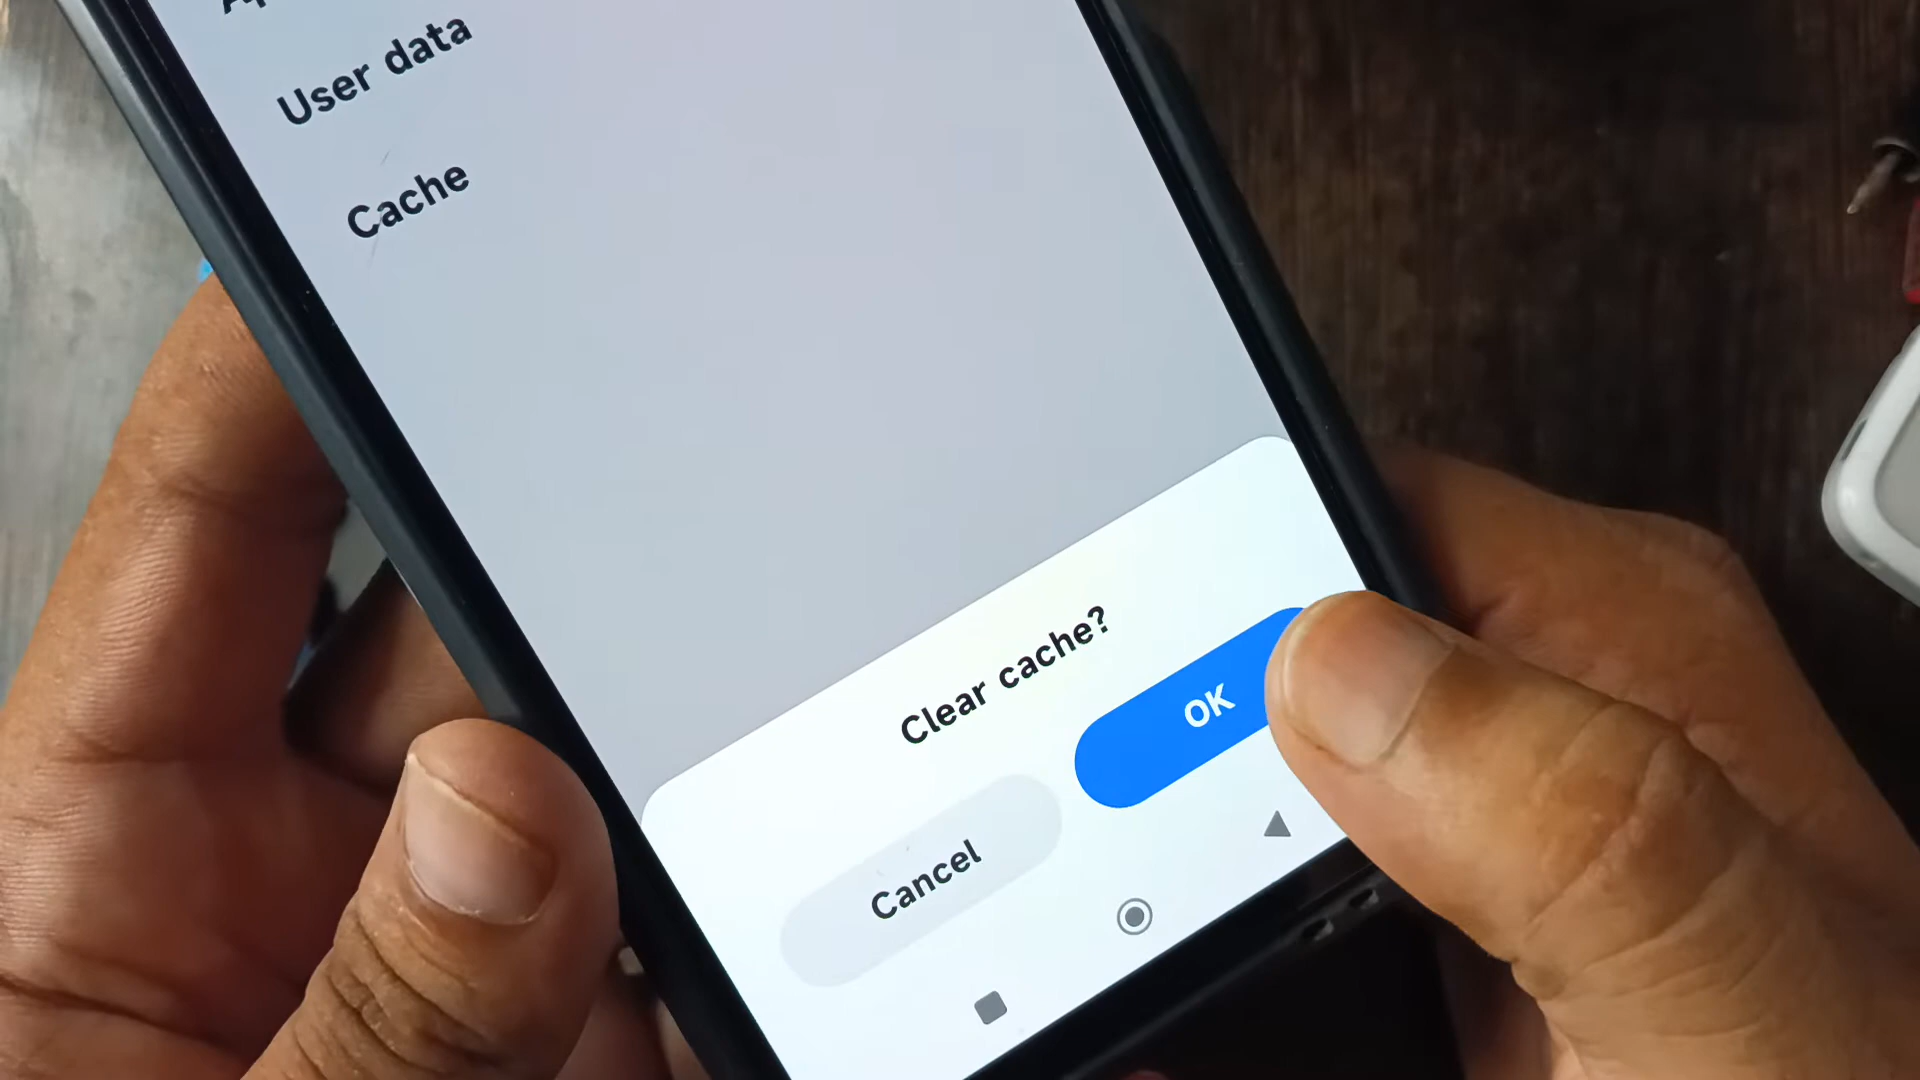 User data
Cache
Clear cache?
Cancel
OK